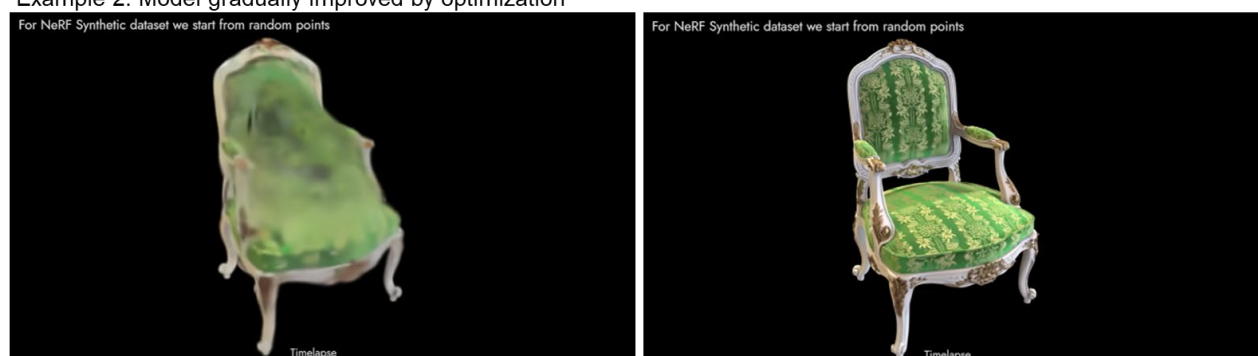 Example 2: Model gradually improved by optimization
For NeRF Synthetic dataset we start from random points
For NeRF Synthetic dataset we start from random points
Timelapse
Timelapse